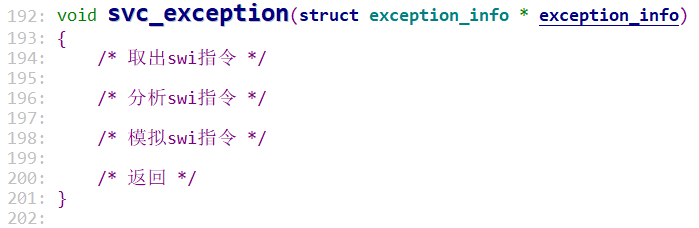 192: void svc_exception(struct exception_info * exception_info)
193: {
194:     /* 取出swi指令 */
195:
196:     /* 分析swi指令 */
197:
198:     /* 模拟swi指令 */
199:
200:     /* 返回 */
201: }
202: